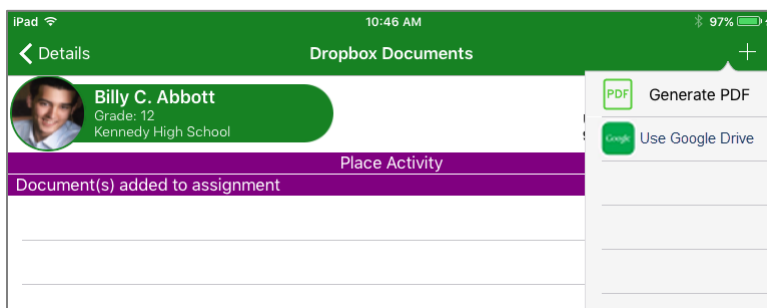 iPad 10:46 AM 97%
Details Dropbox Documents
Billy C. Abbott
Grade: 12
Kennedy High School
PDF Generate PDF
Google Use Google Drive
Place Activity
Document(s) added to assignment